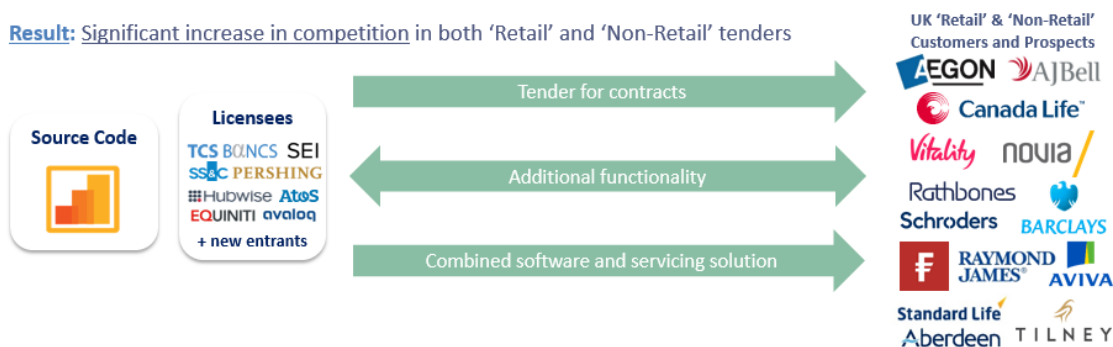 Result: Significant increase in competition in both ‘Retail’ and ‘Non-Retail’ tenders
Source Code
Licensees
TCS BαNCS SEI
SS&C PERSHING
Hubwise Atos
EQUINITI avaloq
+ new entrants
Tender for contracts
Additional functionality
Combined software and servicing solution
UK ‘Retail’ & ‘Non-Retail’
Customers and Prospects
AEGON AJBell
Canada Life™
Vitality novia
Rathbones
Schroders BARCLAYS
RAYMOND
JAMES® AVIVA
Standard Life
Aberdeen TILNEY